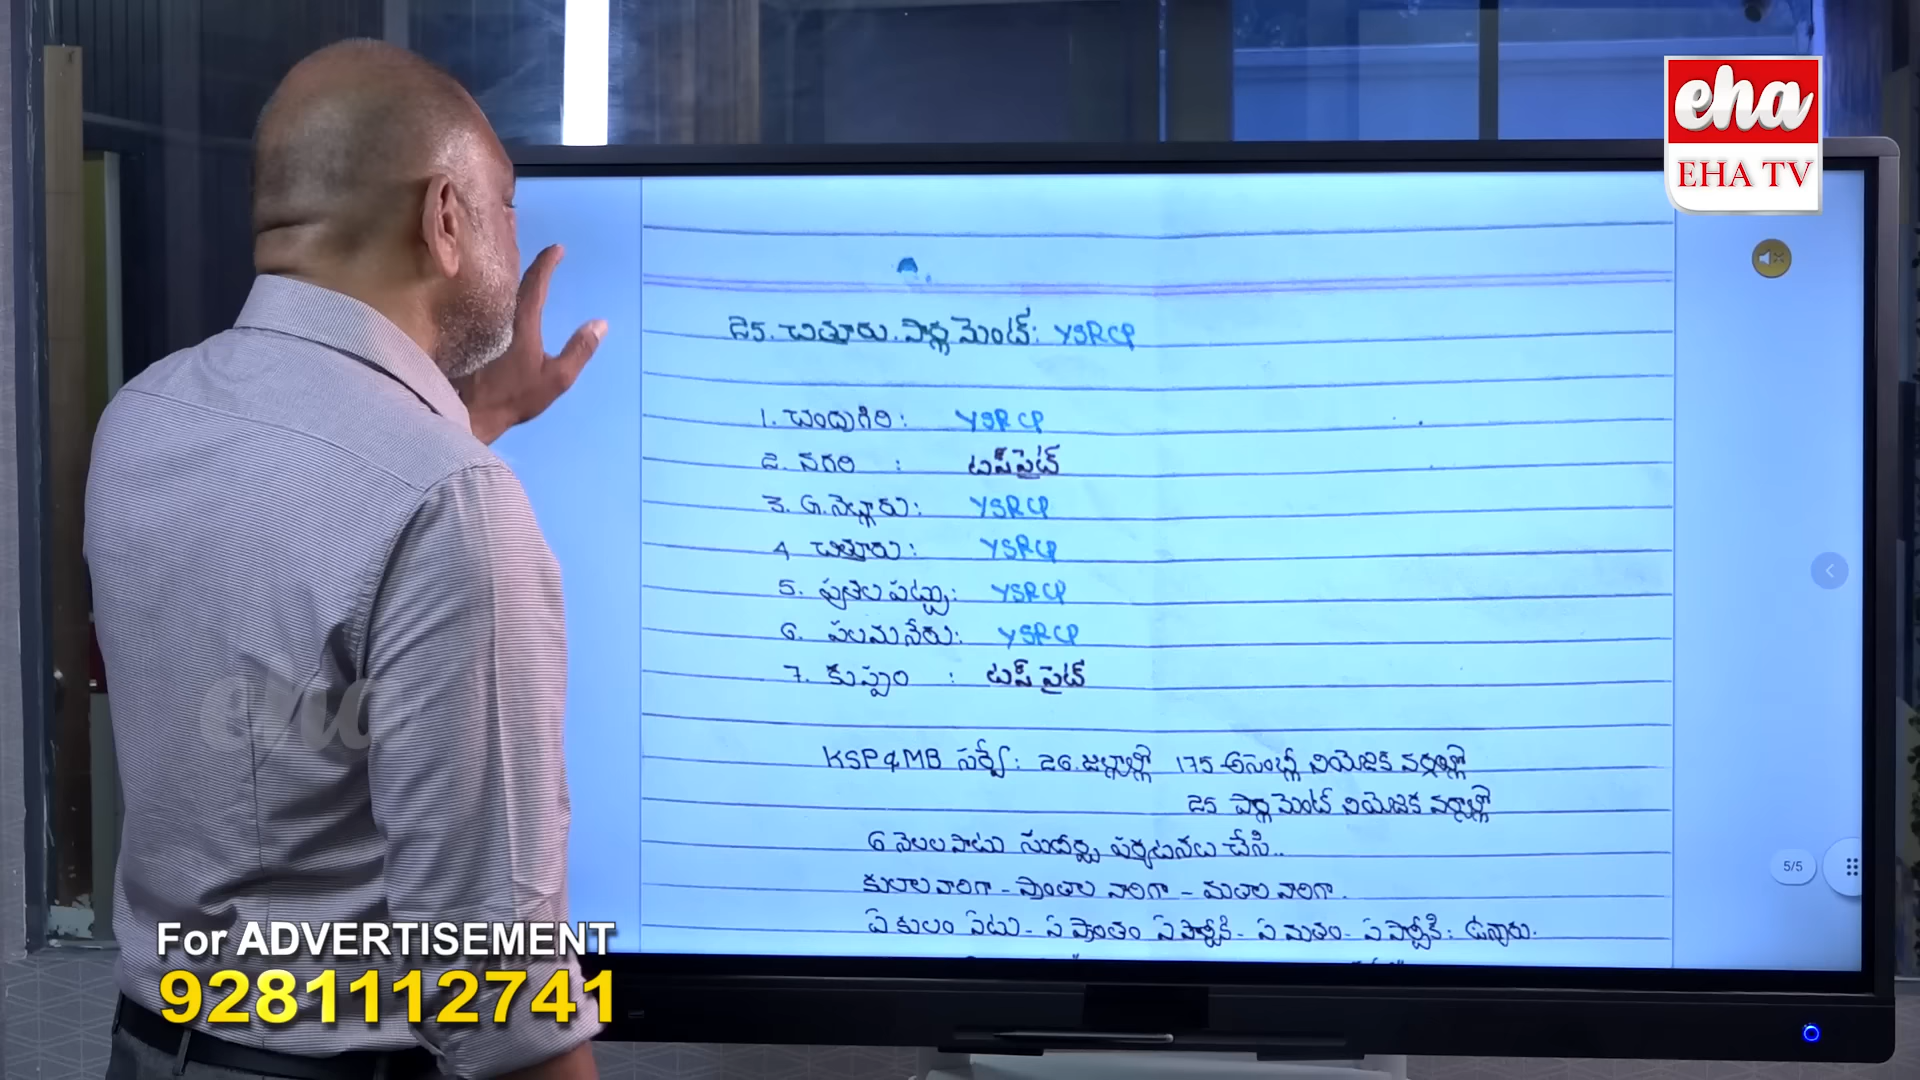 eha
EHA TV
25. చిత్తూరు. పార్లమెంట్: YSRCP
1. చంద్రగిరి: YSRCP
2. నగరి : టఫ్ ఫైట్
3. G. నెల్లూరు: YSRCP
4 చిత్తూరు: YSRCP
5. పూతలపట్టు: YSRCP
6. పలమనేరు: YSRCP
7. కుప్పం : టఫ్ ఫైట్
KSP&MB సర్వే: 26. జిల్లాల్లో 175 అసెంబ్లీ నియోజక వర్గాల్లో
25 పార్లమెంట్ నియోజక వర్గాల్లో
6 నెలల పాటు సుదీర్ఘ పర్యటనలు చేసి..
కులాల వారిగా - ప్రాంతాల వారిగా - మతాల వారిగా.
ఏ కులం ఎటు - ఏ ప్రాంతం ఏ పార్టీకి - ఏ మతం - ఏ పార్టీకి: ఉన్నారు.
5/5
eha
For ADVERTISEMENT
9281112741